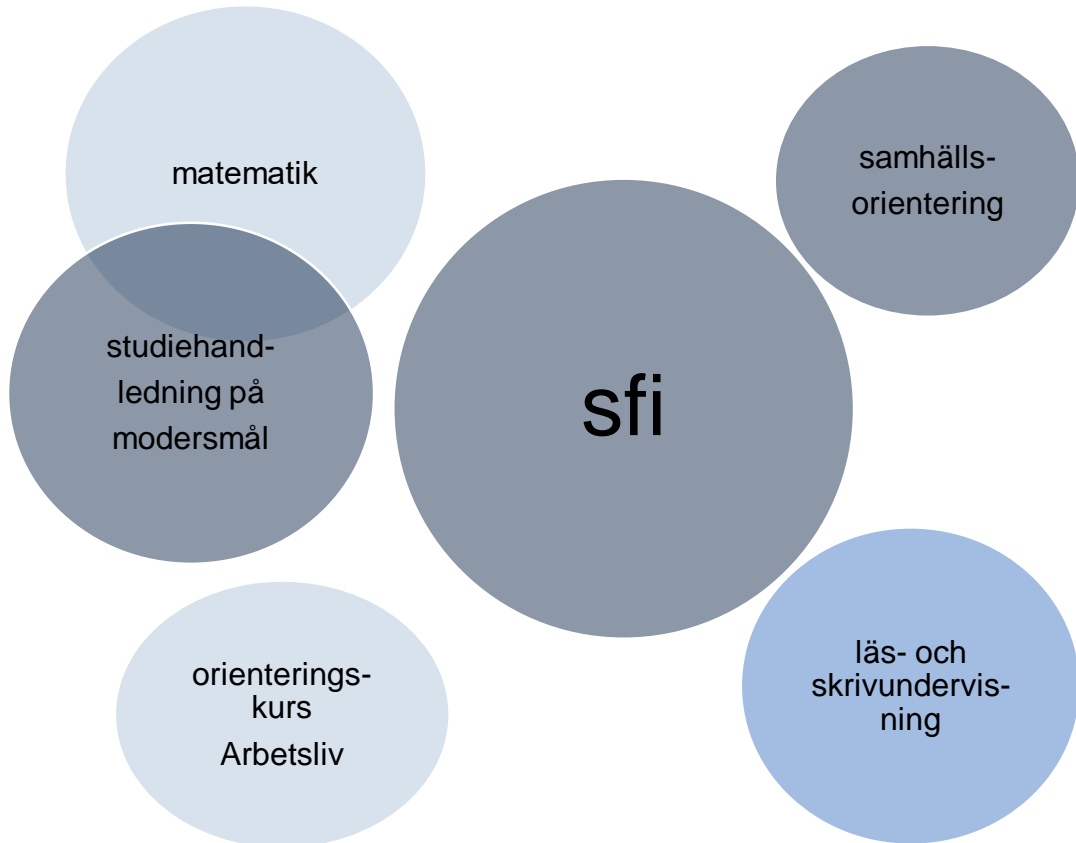 matematik
samhälls-
orientering
studiehand-
ledning på
modersmål
sfi
orienterings-
kurs
Arbetsliv
läs- och
skrivundervis-
ning